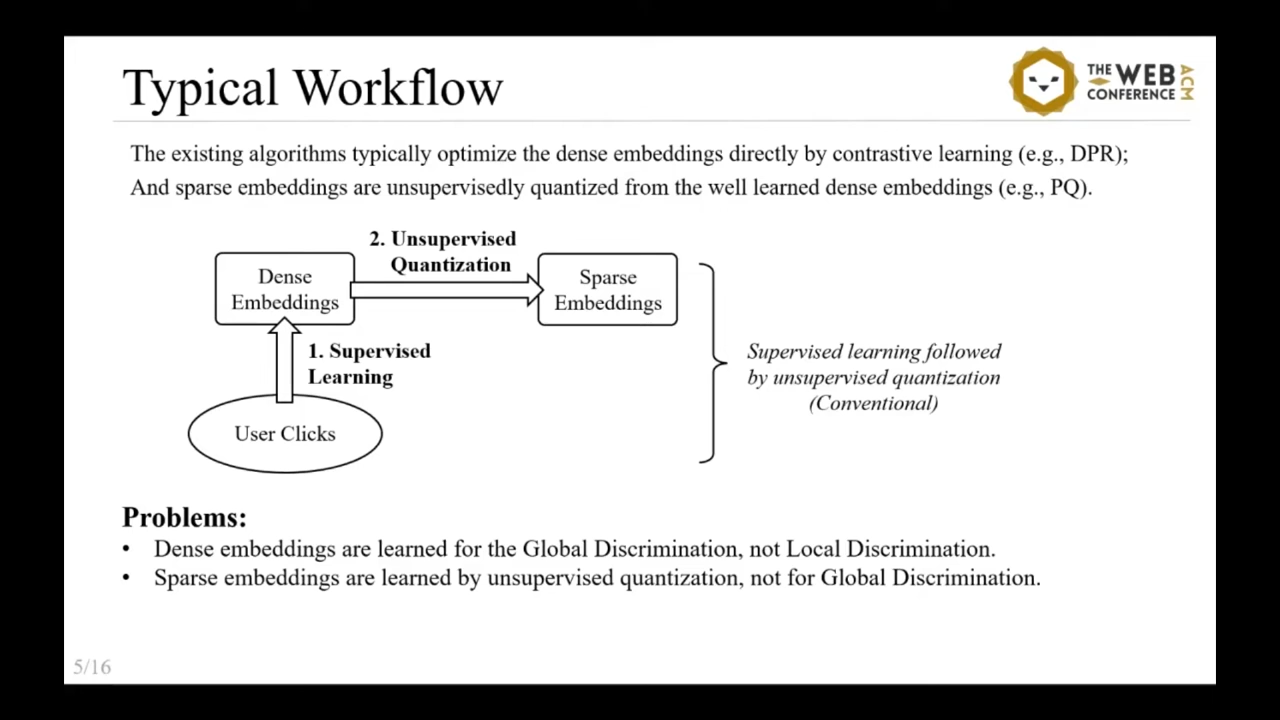 Typical Workflow
THE WEB CONFERENCE ACM
The existing algorithms typically optimize the dense embeddings directly by contrastive learning (e.g., DPR);
And sparse embeddings are unsupervisedly quantized from the well learned dense embeddings (e.g., PQ).
2. Unsupervised
Quantization
Dense
Embeddings
Sparse
Embeddings
1. Supervised
Learning
User Clicks
Supervised learning followed
by unsupervised quantization
(Conventional)
Problems:
• Dense embeddings are learned for the Global Discrimination, not Local Discrimination.
• Sparse embeddings are learned by unsupervised quantization, not for Global Discrimination.
5/16